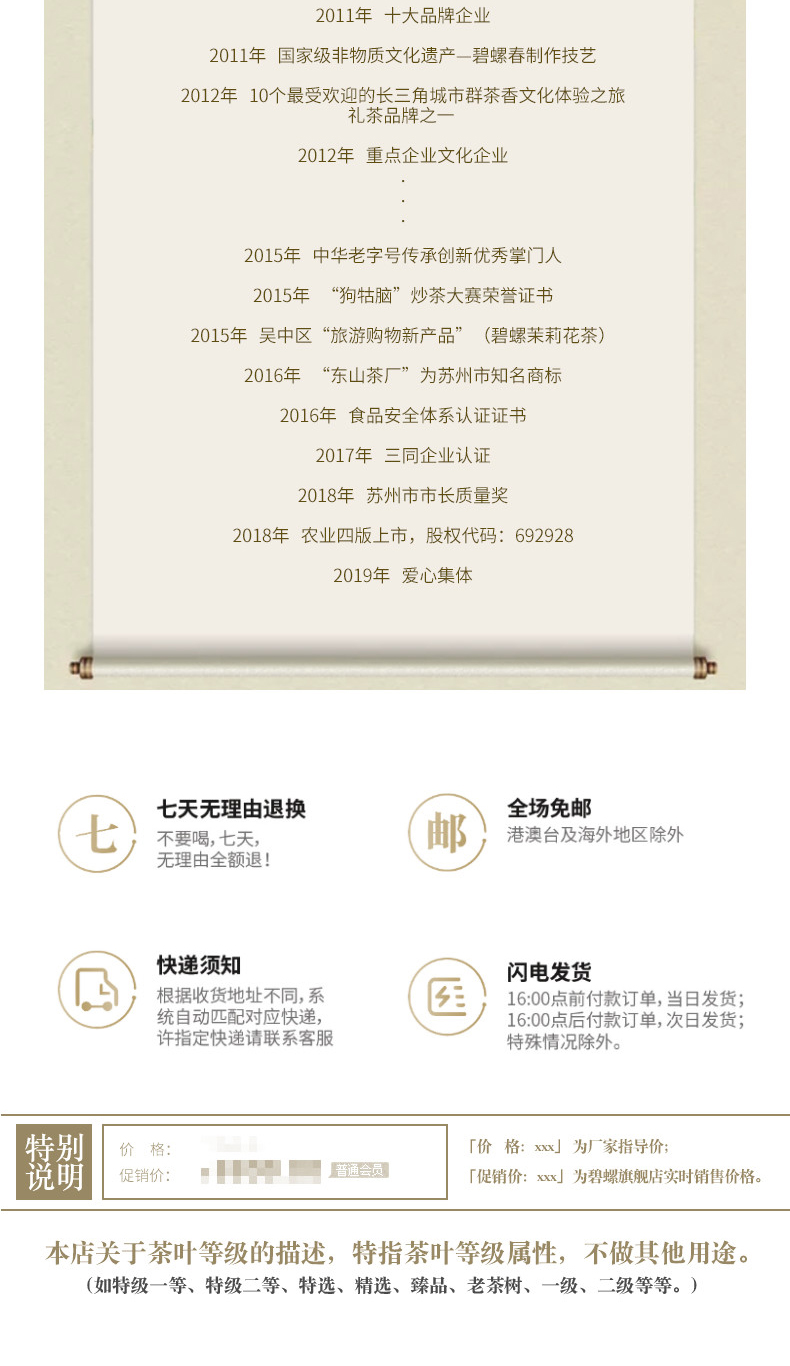 2011年 十大品牌企业
2011年 国家级非物质文化遗产—碧螺春制作技艺
2012年 10个最受欢迎的长三角城市群茶香文化体验之旅
礼茶品牌之一
2012年 重点企业文化企业
.
.
.
2015年 中华老字号传承创新优秀掌门人
2015年 “狗牯脑”炒茶大赛荣誉证书
2015年 吴中区“旅游购物新产品”（碧螺茉莉花茶）
2016年 “东山茶厂”为苏州市知名商标
2016年 食品安全体系认证证书
2017年 三同企业认证
2018年 苏州市市长质量奖
2018年 农业四版上市，股权代码：692928
2019年 爱心集体
七
七天无理由退换
不要喝，七天，
无理由全额退！
邮
全场免邮
港澳台及海外地区除外
快递须知
根据收货地址不同，系
统自动匹配对应快递，
许指定快递请联系客服
闪电发货
16:00点前付款订单，当日发货；
16:00点后付款订单，次日发货；
特殊情况除外。
特别
说明
价 格：
促销价：
普通会员
「价 格：xxx」 为厂家指导价；
「促销价：xxx」为碧螺旗舰店实时销售价格。
本店关于茶叶等级的描述，特指茶叶等级属性，不做其他用途。
（如特级一等、特级二等、特选、精选、臻品、老茶树、一级、二级等等。）